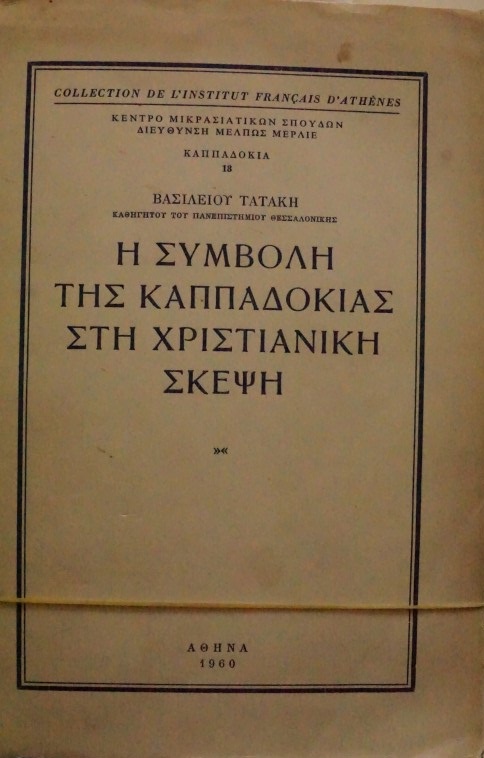 COLLECTION DE L'INSTITUT FRANÇAIS D'ATHÈNES
ΚΕΝΤΡΟ ΜΙΚΡΑΣΙΑΤΙΚΩΝ ΣΠΟΥΔΩΝ
ΔΙΕΥΘΥΝΣΗ ΜΕΛΠΩΣ ΜΕΡΛΙΕ
ΚΑΠΠΑΔΟΚΙΑ
18
ΒΑΣΙΛΕΙΟΥ ΤΑΤΑΚΗ
ΚΑΘΗΓΗΤΟΥ ΤΟΥ ΠΑΝΕΠΙΣΤΗΜΙΟΥ ΘΕΣΣΑΛΟΝΙΚΗΣ
Η ΣΥΜΒΟΛΗ
ΤΗΣ ΚΑΠΠΑΔΟΚΙΑΣ
ΣΤΗ ΧΡΙΣΤΙΑΝΙΚΗ
ΣΚΕΨΗ
ΑΘΗΝΑ
1960